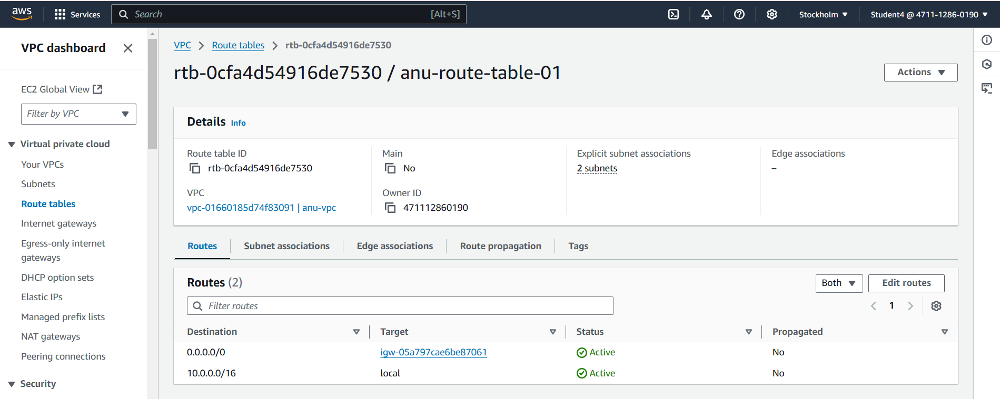 aws
Services
Search [Alt+S]
Stockholm
Student4 @ 4711-1286-0190
VPC dashboard
EC2 Global View
Filter by VPC
Virtual private cloud
Your VPCs
Subnets
Route tables
Internet gateways
Egress-only internet
gateways
DHCP option sets
Elastic IPs
Managed prefix lists
NAT gateways
Peering connections
Security
VPC > Route tables > rtb-0cfa4d54916de7530
rtb-0cfa4d54916de7530 / anu-route-table-01
Actions
Details Info
Route table ID
rtb-0cfa4d54916de7530
Main
No
Explicit subnet associations
2 subnets
Edge associations
–
VPC
vpc-01660185d74f83091 | anu-vpc
Owner ID
471112860190
Routes Subnet associations Edge associations Route propagation Tags
Routes (2)
Both
Edit routes
Filter routes
1
Destination Target Status Propagated
0.0.0.0/0 igw-05a797cae6be87061 Active No
10.0.0.0/16 local Active No